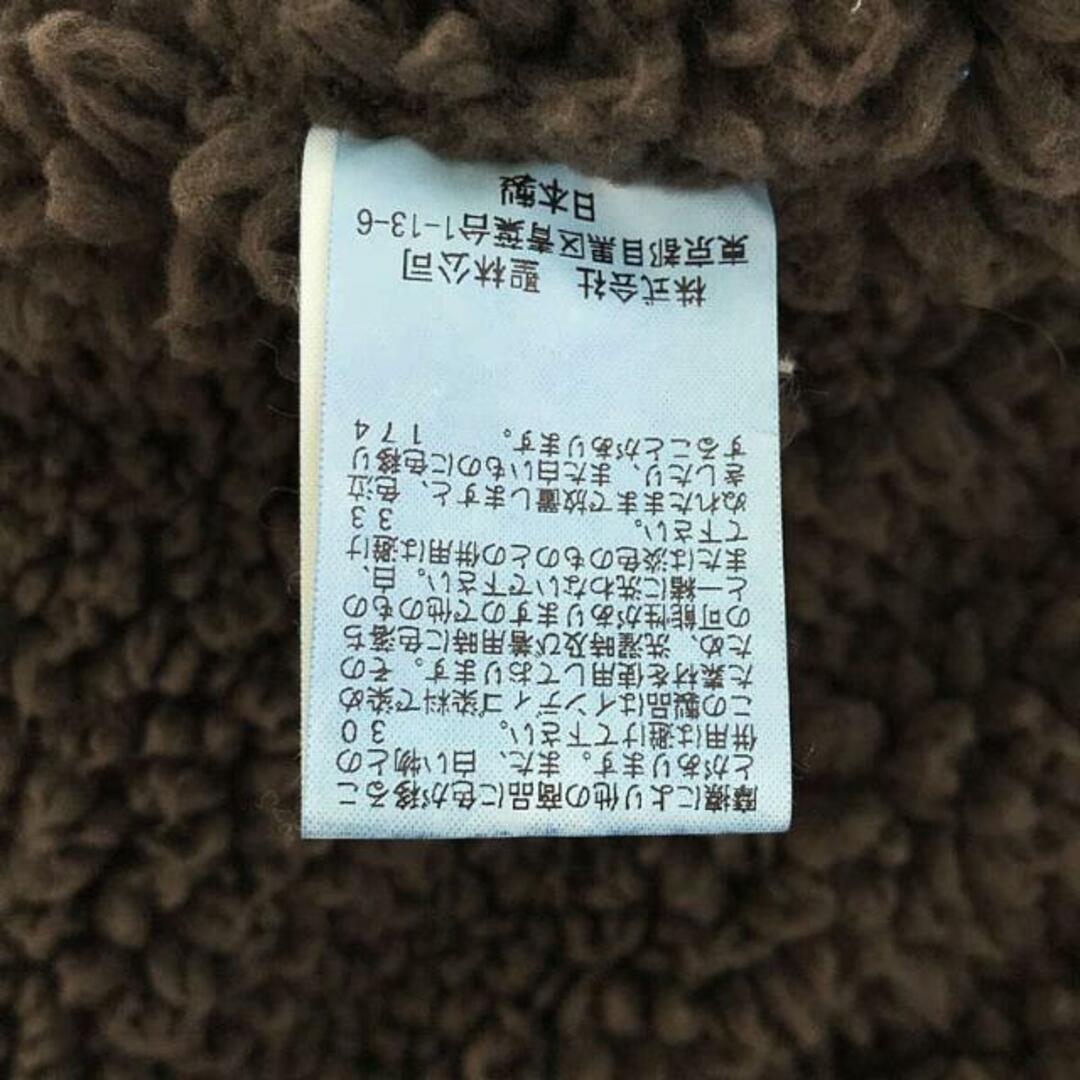 摩擦により他の商品に色が移るこ
とがあります。また、白い物との
併用は避けて下さい。 30
この製品はインディゴ染料で染め
た素材を使用しております。その
ため、洗濯時及び着用時に色落ち
の可能性がありますので他のもの
と一緒に洗わないで下さい。白、
または淡色のものとの併用は避け
て下さい。 33
ぬれたままで放置しますと、色泣
きしたり、また白いものに色移り
することがあります。 174
株式会社 聖林公司
東京都目黒区青葉台1-13-6
日本製